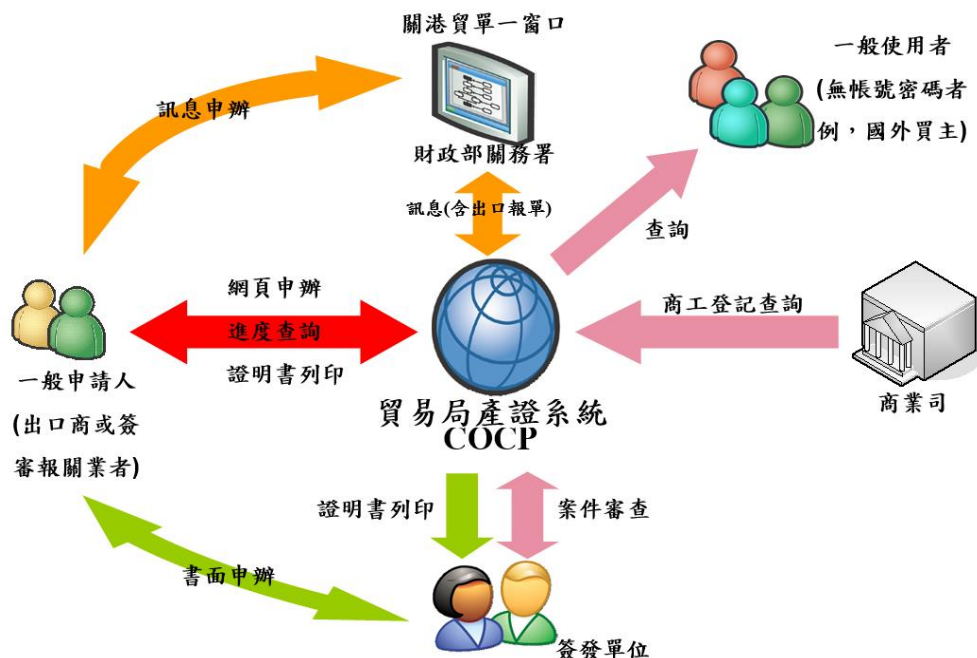 關港貿單一窗口
一般使用者
(無帳號密碼者
例，國外買主)
訊息申辦
財政部關務署
訊息(含出口報單)
查詢
網頁申辦
進度查詢
證明書列印
商工登記查詢
一般申請人
(出口商或簽
審報關業者)
商業司
貿易局產證系統
COCP
證明書列印
案件審查
書面申辦
簽發單位